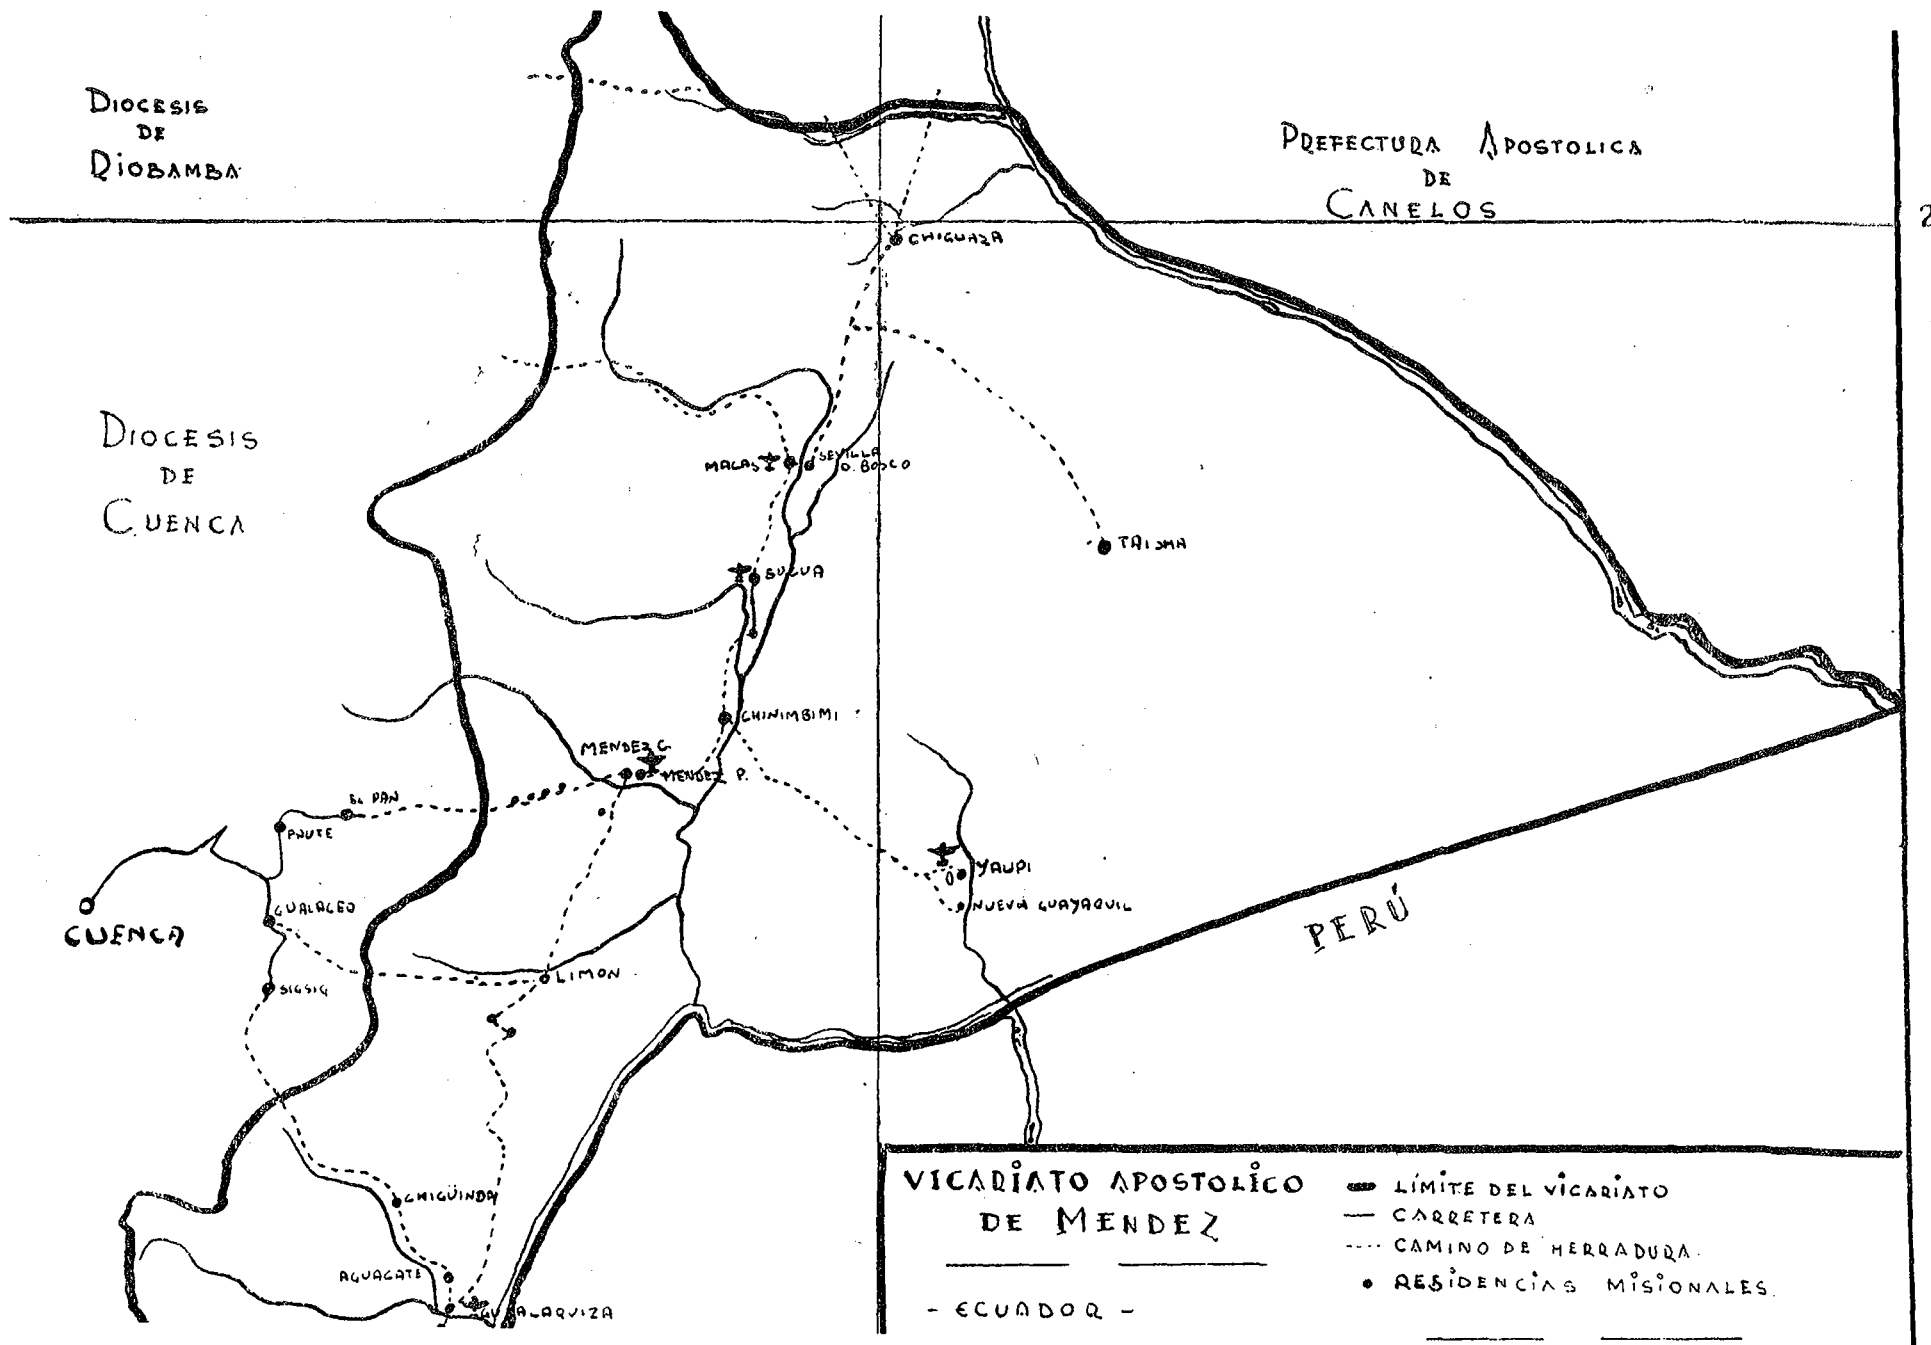 DIOCESIS
DE
RIOBAMBA
PREFECTURA APOSTOLICA
DE
CANELOS
2
CHIGUAZA
DIOCESIS
DE
CUENCA
MACAS
SEVILLA
D. BOSCO
TAISHA
SUCUA
CHINIMBIMI
MENDEZ C.
MENDEZ P.
EL PAN
PAUTE
CUENCA
GUALACEO
SIGSIG
LIMON
YAUPI
NUEVA GUAYAQUIL
PERÚ
CHIGÜINDA
AGUACATE
GUALAQUIZA
VICARIATO APOSTOLICO
DE MENDEZ
- ECUADOR -
LÍMITE DEL VICARIATO
CARRETERA
CAMINO DE HERRADURA.
RESIDENCIAS MISIONALES.